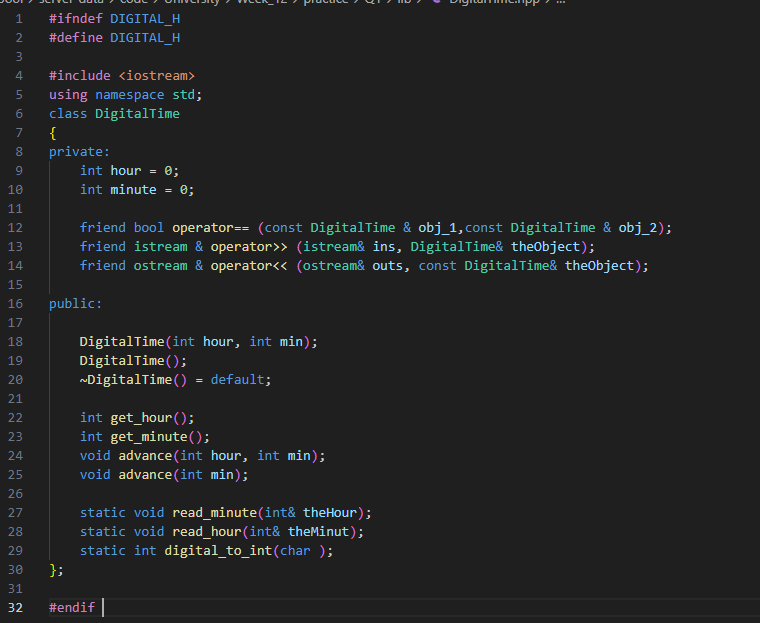 server-data > code > University > week_12 > practice > Q1 > lib > DigitalTime.hpp > ...
1 #ifndef DIGITAL_H
2 #define DIGITAL_H
3
4 #include <iostream>
5 using namespace std;
6 class DigitalTime
7 {
8 private:
9 int hour = 0;
10 int minute = 0;
11
12 friend bool operator== (const DigitalTime & obj_1,const DigitalTime & obj_2);
13 friend istream & operator>> (istream& ins, DigitalTime& theObject);
14 friend ostream & operator<< (ostream& outs, const DigitalTime& theObject);
15
16 public:
17
18 DigitalTime(int hour, int min);
19 DigitalTime();
20 ~DigitalTime() = default;
21
22 int get_hour();
23 int get_minute();
24 void advance(int hour, int min);
25 void advance(int min);
26
27 static void read_minute(int& theHour);
28 static void read_hour(int& theMinut);
29 static int digital_to_int(char );
30 };
31
32 #endif